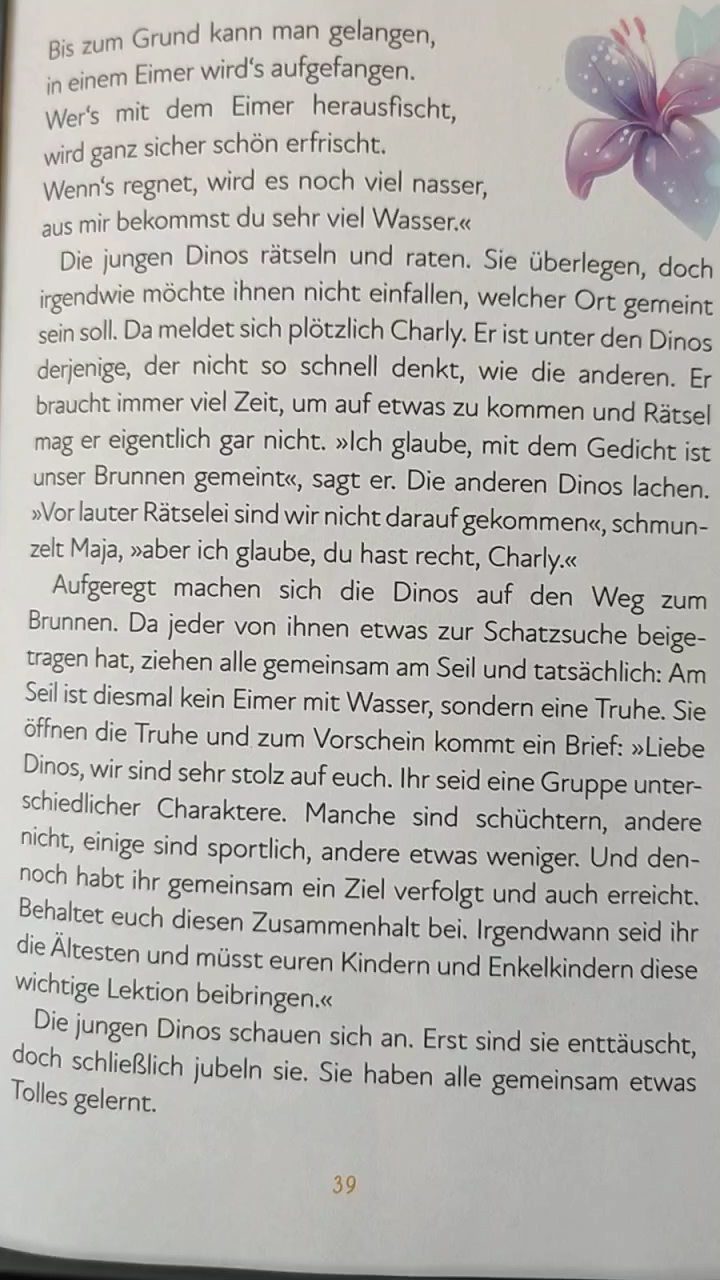 Bis zum Grund kann man gelangen,
in einem Eimer wird's aufgefangen.
Wer's mit dem Eimer herausfischt,
wird ganz sicher schön erfrischt.
Wenn's regnet, wird es noch viel nasser,
aus mir bekommst du sehr viel Wasser.«
Die jungen Dinos rätseln und raten. Sie überlegen, doch
irgendwie möchte ihnen nicht einfallen, welcher Ort gemeint
sein soll. Da meldet sich plötzlich Charly. Er ist unter den Dinos
derjenige, der nicht so schnell denkt, wie die anderen. Er
braucht immer viel Zeit, um auf etwas zu kommen und Rätsel
mag er eigentlich gar nicht. »Ich glaube, mit dem Gedicht ist
unser Brunnen gemeint«, sagt er. Die anderen Dinos lachen.
»Vor lauter Rätselei sind wir nicht darauf gekommen«, schmun-
zelt Maja, »aber ich glaube, du hast recht, Charly.«
Aufgeregt machen sich die Dinos auf den Weg zum
Brunnen. Da jeder von ihnen etwas zur Schatzsuche beige-
tragen hat, ziehen alle gemeinsam am Seil und tatsächlich: Am
Seil ist diesmal kein Eimer mit Wasser, sondern eine Truhe. Sie
öffnen die Truhe und zum Vorschein kommt ein Brief: »Liebe
Dinos, wir sind sehr stolz auf euch. Ihr seid eine Gruppe unter-
schiedlicher Charaktere. Manche sind schüchtern, andere
nicht, einige sind sportlich, andere etwas weniger. Und den-
noch habt ihr gemeinsam ein Ziel verfolgt und auch erreicht.
Behaltet euch diesen Zusammenhalt bei. Irgendwann seid ihr
die Ältesten und müsst euren Kindern und Enkelkindern diese
wichtige Lektion beibringen.«
Die jungen Dinos schauen sich an. Erst sind sie enttäuscht,
doch schließlich jubeln sie. Sie haben alle gemeinsam etwas
Tolles gelernt.
39